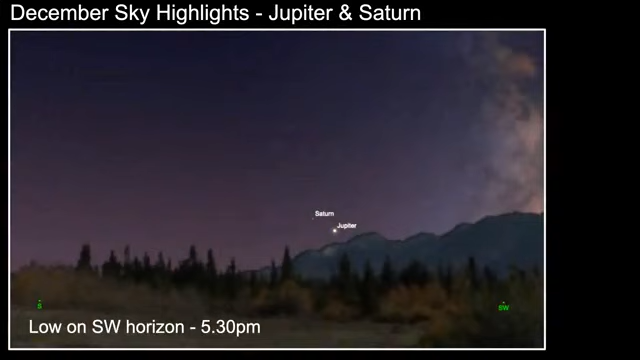 December Sky Highlights - Jupiter & Saturn
Saturn
Jupiter
S
SW
Low on SW horizon - 5.30pm